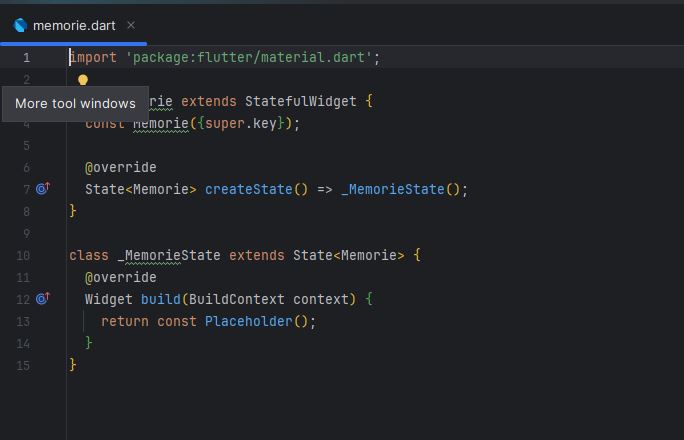 memorie.dart
1 import 'package:flutter/material.dart';
2
More tool windows
rie extends StatefulWidget {
4 const Memorie({super.key});
5
6 @override
7 State<Memorie> createState() => _MemorieState();
8 }
9
10 class _MemorieState extends State<Memorie> {
11 @override
12 Widget build(BuildContext context) {
13 return const Placeholder();
14 }
15 }